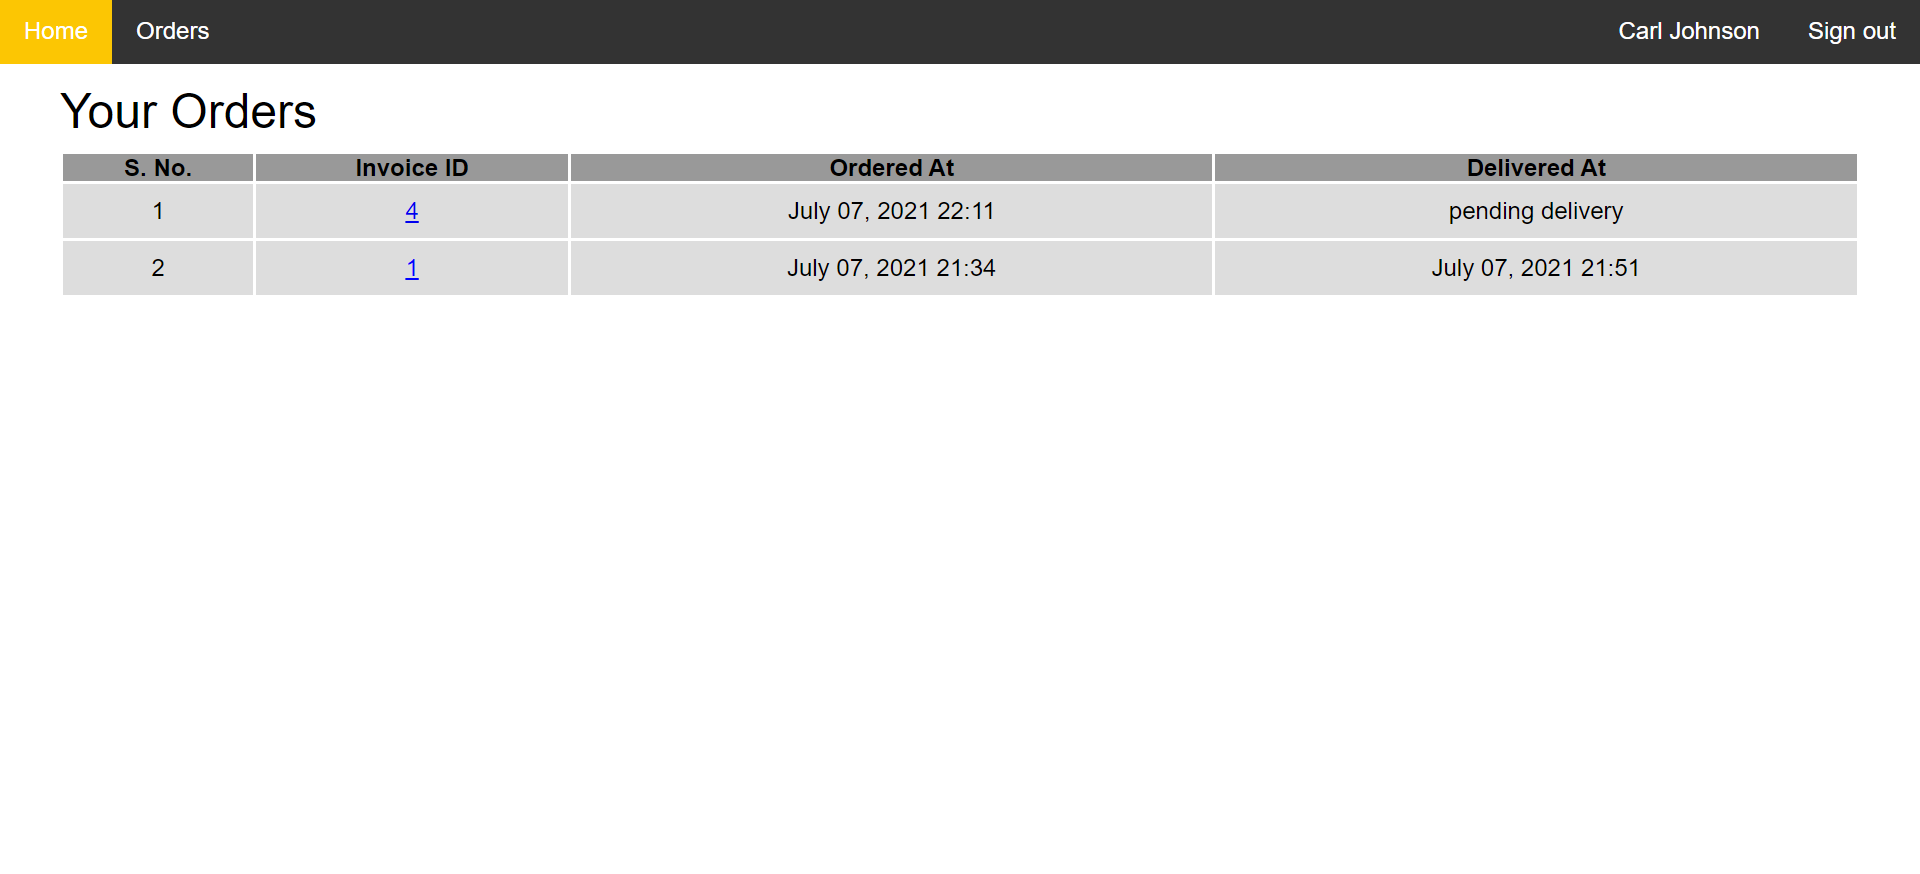 Home Orders Carl Johnson Sign out
Your Orders
S. No. Invoice ID Ordered At Delivered At
1 4 July 07, 2021 22:11 pending delivery
2 1 July 07, 2021 21:34 July 07, 2021 21:51